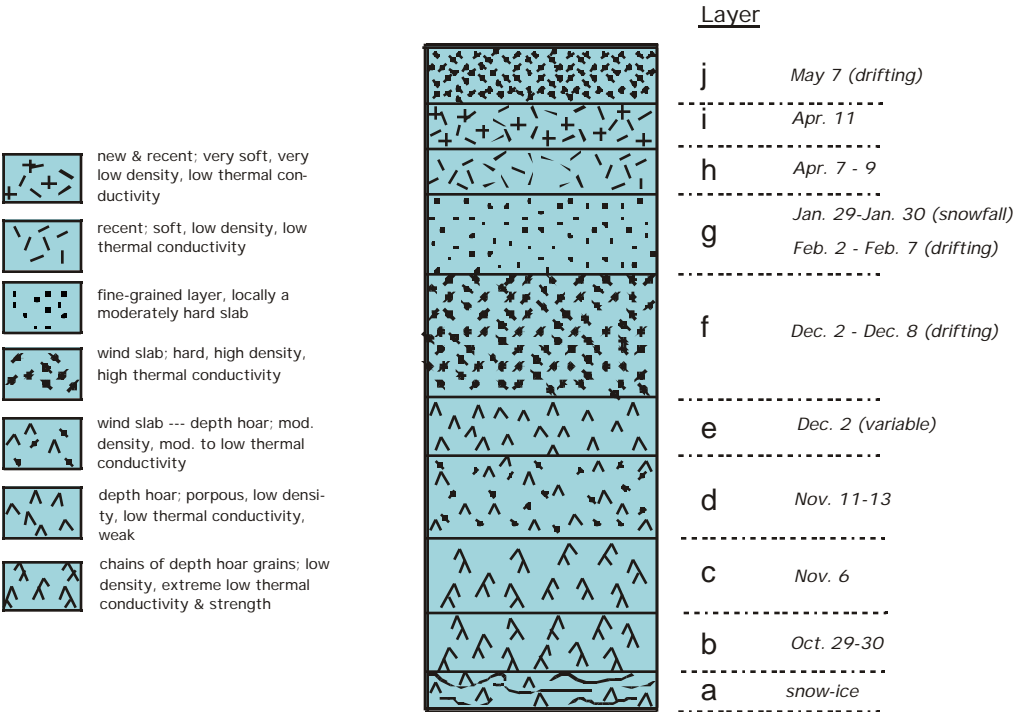 Layer
j May 7 (drifting)
i Apr. 11
h Apr. 7 - 9
g Jan. 29-Jan. 30 (snowfall)
Feb. 2 - Feb. 7 (drifting)
f Dec. 2 - Dec. 8 (drifting)
e Dec. 2 (variable)
d Nov. 11-13
c Nov. 6
b Oct. 29-30
a snow-ice
new & recent; very soft, very
low density, low thermal con-
ductivity
recent; soft, low density, low
thermal conductivity
fine-grained layer, locally a
moderately hard slab
wind slab; hard, high density,
high thermal conductivity
wind slab --- depth hoar; mod.
density, mod. to low thermal
conductivity
depth hoar; porpous, low densi-
ty, low thermal conductivity,
weak
chains of depth hoar grains; low
density, extreme low thermal
conductivity & strength